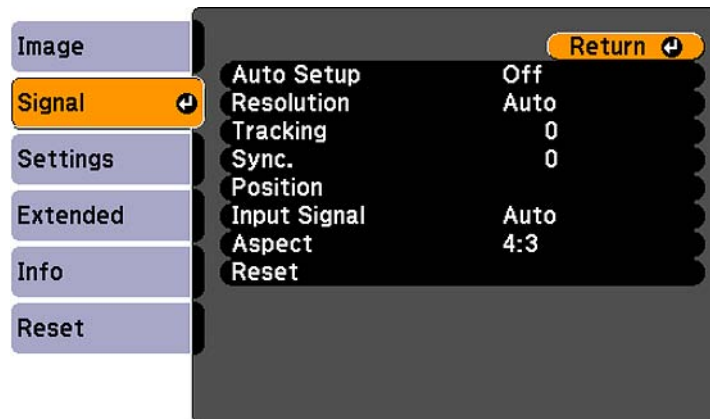 Image
Signal
Settings
Extended
Info
Reset
Return
Auto Setup Off
Resolution Auto
Tracking 0
Sync. 0
Position
Input Signal Auto
Aspect 4:3
Reset